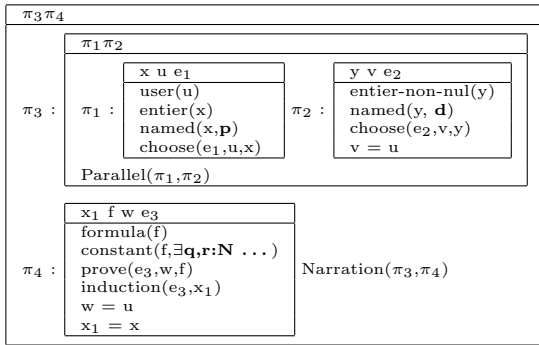 π₃π₄
π₁π₂
π₃ :
π₁ :
x u e₁
user(u)
entier(x)
named(x,p)
choose(e₁,u,x)
π₂ :
y v e₂
entier-non-nul(y)
named(y, d)
choose(e₂,v,y)
v = u
Parallel(π₁,π₂)
π₄ :
x₁ f w e₃
formula(f)
constant(f,∃q,r:N ...)
prove(e₃,w,f)
induction(e₃,x₁)
w = u
x₁ = x
Narration(π₃,π₄)